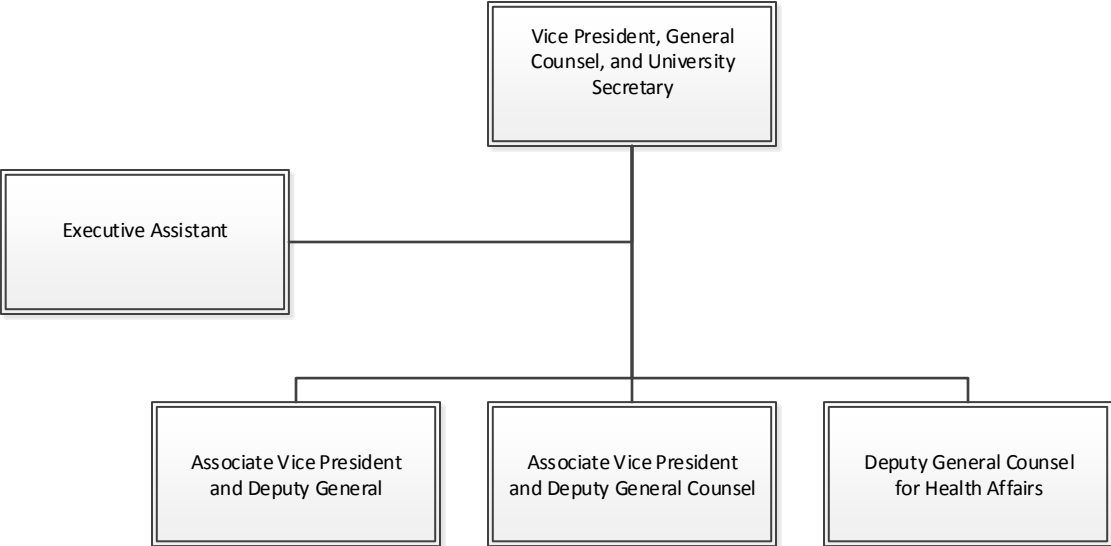 Vice President, General
Counsel, and University
Secretary
Executive Assistant
Associate Vice President
and Deputy General
Associate Vice President
and Deputy General Counsel
Deputy General Counsel
for Health Affairs